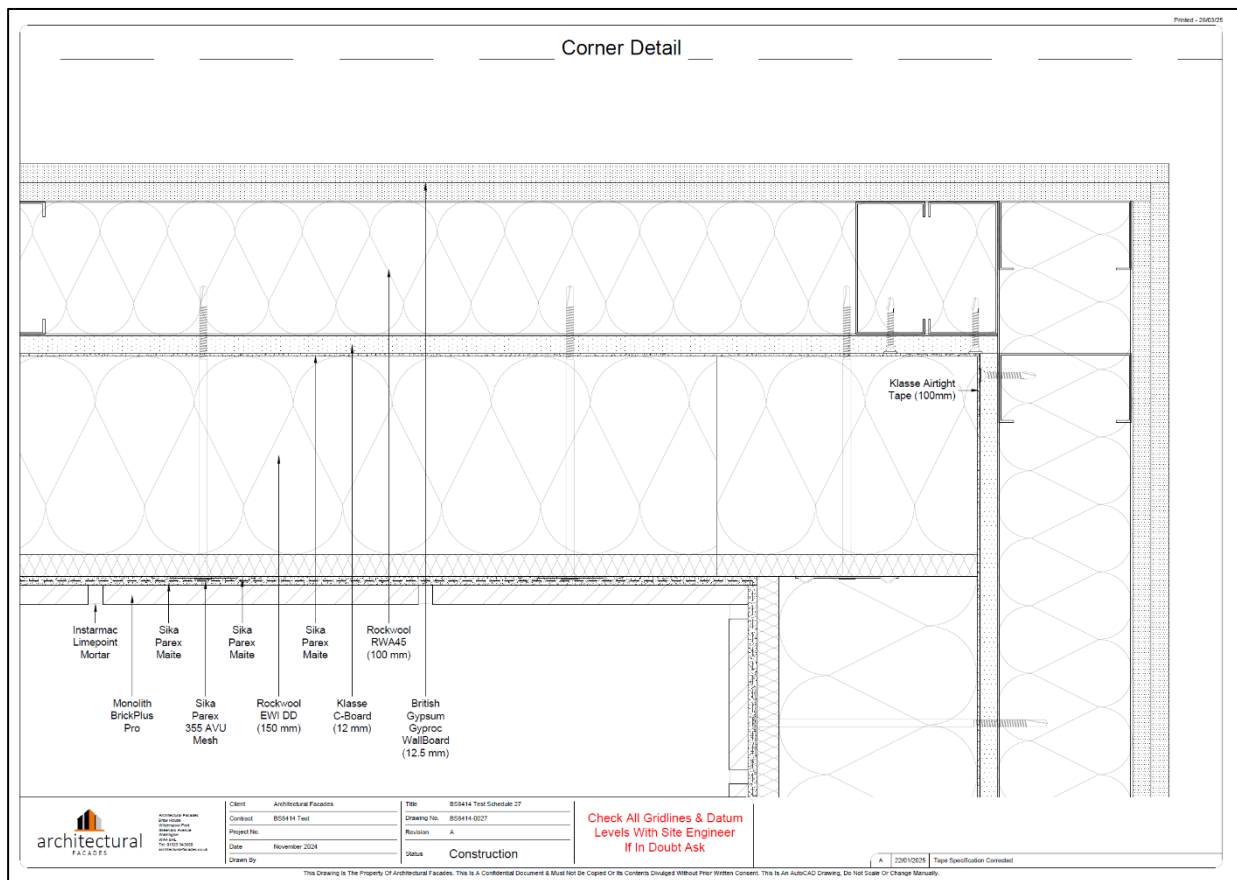 Printed - 26/03/25
Corner Detail
Klasse Airtight
Tape (100mm)
Instarmac
Limepoint
Mortar
Sika
Parex
Maite
Sika
Parex
Maite
Sika
Parex
Maite
Rockwool
RWA45
(100 mm)
Monolith
BrickPlus
Pro
Sika
Parex
355 AVU
Mesh
Rockwool
EWI DD
(150 mm)
Klasse
C-Board
(12 mm)
British
Gypsum
Gyproc
WallBoard
(12.5 mm)
architectural
FACADES
Architectural Facades
Warrington
architecturalfacades.co.uk
Client Architectural Facades
Contract BS8414 Test
Project No.
Date November 2024
Drawn By
Title BS8414 Test Schedule 27
Drawing No. BS8414-0027
Revision A
Status Construction
Check All Gridlines & Datum
Levels With Site Engineer
If In Doubt Ask
A 22/01/2025 Tape Specification Corrected
This Drawing Is The Property Of Architectural Facades. This Is A Confidential Document & Must Not Be Copied Or Its Contents Divulged Without Prior Written Consent. This Is An AutoCAD Drawing, Do Not Scale Or Change Manually.